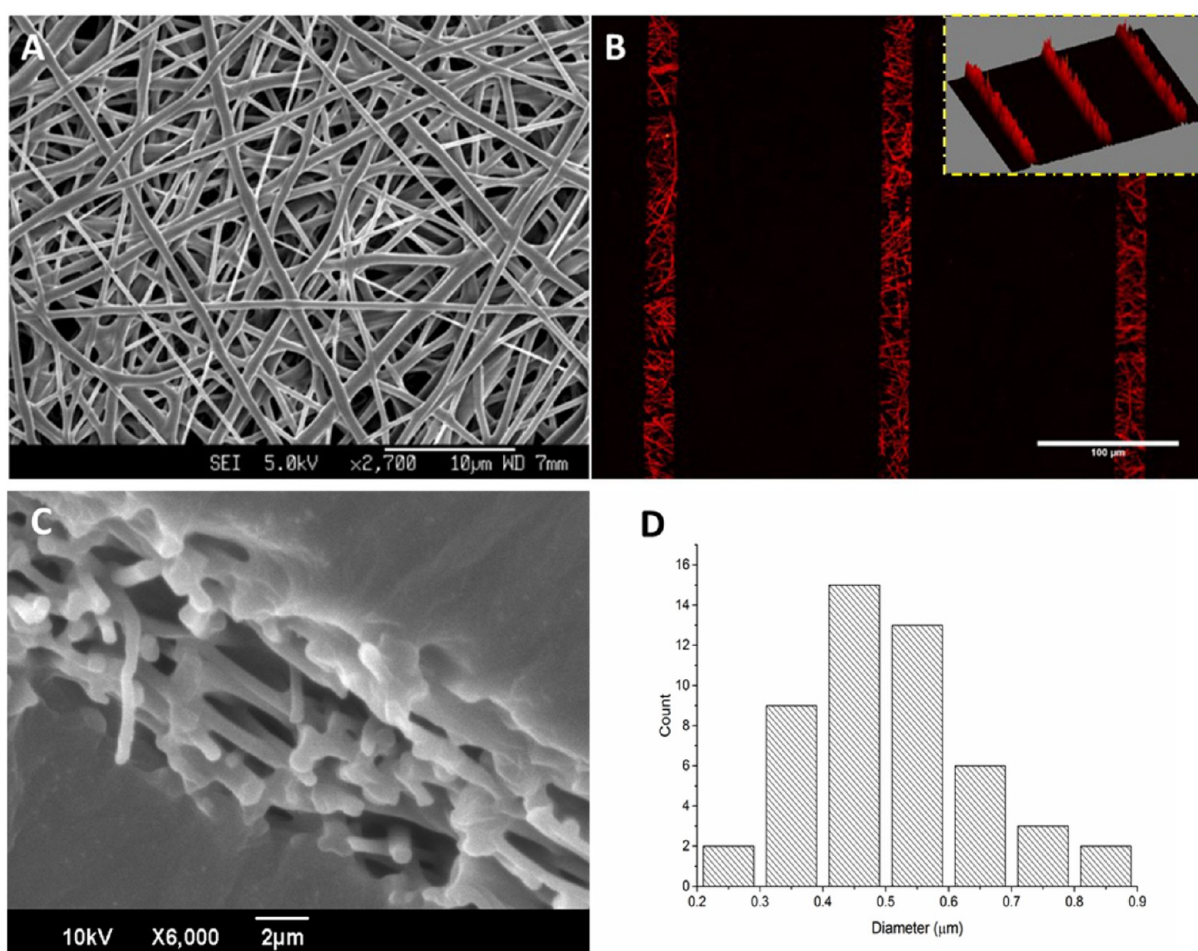 A
SEI 5.0kV ×2,700 10μm WD 7mm
B
100 μm
C
10kV X6,000 2μm
D
16
14
12
10
8
6
4
2
0
Count
0.2 0.3 0.4 0.5 0.6 0.7 0.8 0.9
Diameter (μm)